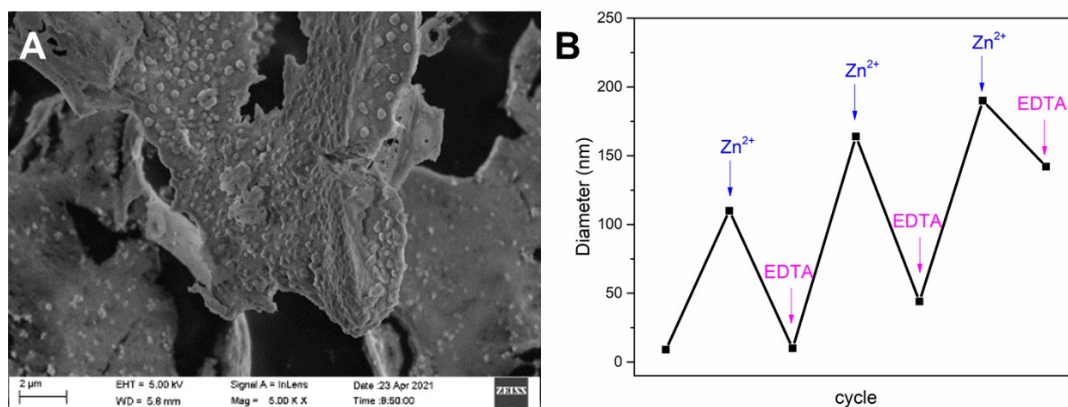 A
2 μm
EHT = 5.00 kV
WD = 5.8 mm
Signal A = InLens
Mag = 5.00 K X
Date :23 Apr 2021
Time :8:50:00
ZEISS
B
250
200
150
100
50
0
Diameter (nm)
Zn2+
EDTA
Zn2+
EDTA
Zn2+
EDTA
cycle